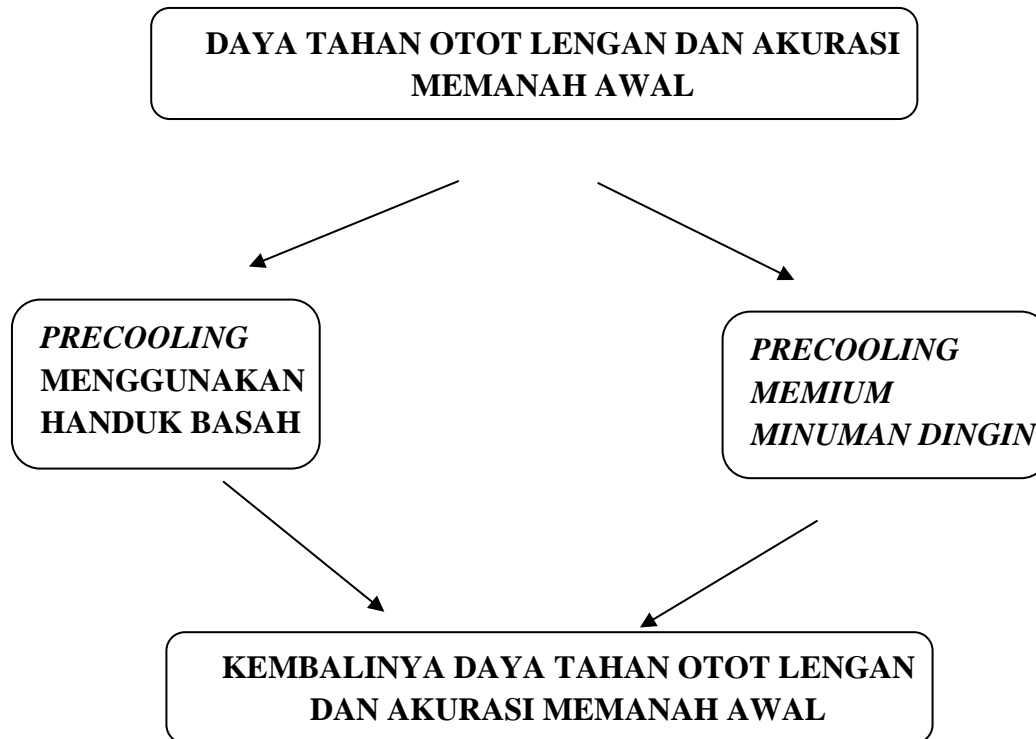 DAYA TAHAN OTOT LENGAN DAN AKURASI
MEMANAH AWAL
PRECOOLING
MENGGUNAKAN
HANDUK BASAH
PRECOOLING
MEMIUM
MINUMAN DINGIN
KEMBALINYA DAYA TAHAN OTOT LENGAN
DAN AKURASI MEMANAH AWAL